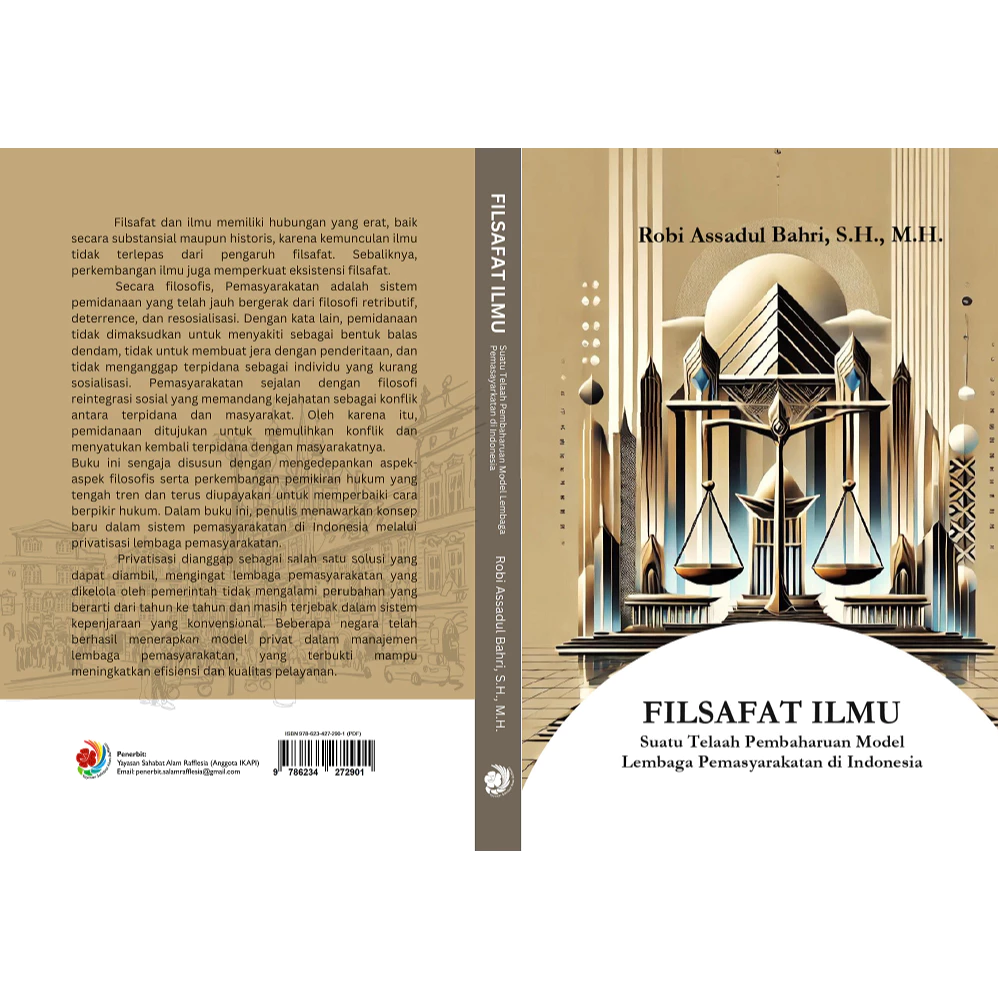 Filsafat dan ilmu memiliki hubungan yang erat, baik
secara substansial maupun historis, karena kemunculan ilmu
tidak terlepas dari pengaruh filsafat. Sebaliknya,
perkembangan ilmu juga memperkuat eksistensi filsafat.
Secara filosofis, Pemasyarakatan adalah sistem
pemidanaan yang telah jauh bergerak dari filosofi retributif,
deterrence, dan resosialisasi. Dengan kata lain, pemidanaan
tidak dimaksudkan untuk menyakiti sebagai bentuk balas
dendam, tidak untuk membuat jera dengan penderitaan, dan
tidak menganggap terpidana sebagai individu yang kurang
sosialisasi. Pemasyarakatan sejalan dengan filosofi
reintegrasi sosial yang memandang kejahatan sebagai konflik
antara terpidana dan masyarakat. Oleh karena itu,
pemidanaan ditujukan untuk memulihkan konflik dan
menyatukan kembali terpidana dengan masyarakatnya.
Buku ini sengaja disusun dengan mengedepankan aspek-
aspek filosofis serta perkembangan pemikiran hukum yang
tengah tren dan terus diupayakan untuk memperbaiki cara
berpikir hukum. Dalam buku ini, penulis menawarkan konsep
baru dalam sistem pemasyarakatan di Indonesia melalui
privatisasi lembaga pemasyarakatan.
Privatisasi dianggap sebagai salah satu solusi yang
dapat diambil, mengingat lembaga pemasyarakatan yang
dikelola oleh pemerintah tidak mengalami perubahan yang
berarti dari tahun ke tahun dan masih terjebak dalam sistem
kepenjaraan yang konvensional. Beberapa negara telah
berhasil menerapkan model privat dalam manajemen
lembaga pemasyarakatan, yang terbukti mampu
meningkatkan efisiensi dan kualitas pelayanan.
Penerbit:
Yayasan Sahabat Alam Rafflesia (Anggota IKAPI)
Email: penerbit.salamrafflesia@gmail.com
ISBN 978-623-427-290-1 (PDF)
9 786234 272901
FILSAFAT ILMU
Suatu Telaah Pembaharuan Model Lembaga
Pemasayarkatan di Indonesia
Robi Assadul Bahri, S.H., M.H.
Robi Assadul Bahri, S.H., M.H.
FILSAFAT ILMU
Suatu Telaah Pembaharuan Model
Lembaga Pemasyarakatan di Indonesia